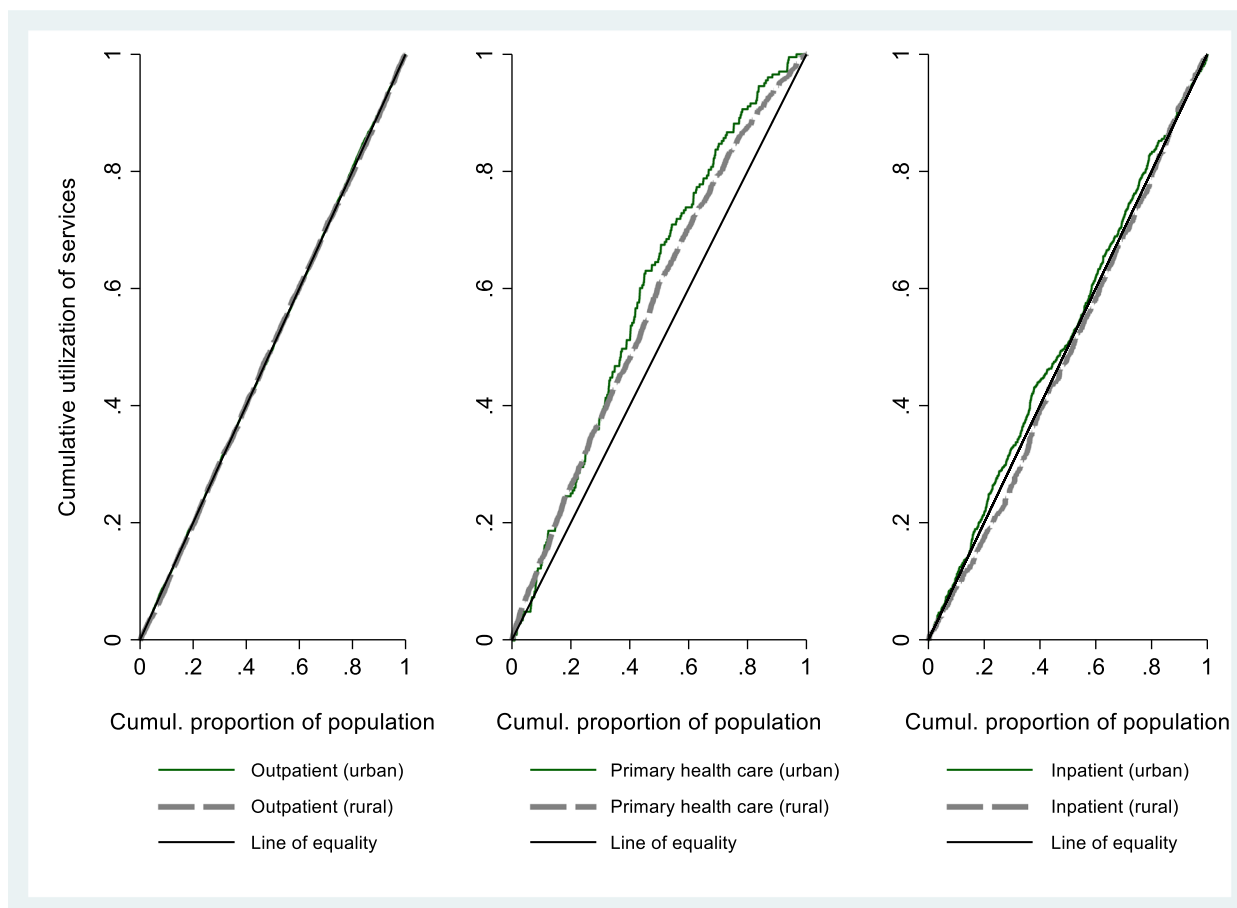 Cumulative utilization of services
1
.8
.6
.4
.2
0
0 .2 .4 .6 .8 1
Cumul. proportion of population
Outpatient (urban)
Outpatient (rural)
Line of equality
1
.8
.6
.4
.2
0
0 .2 .4 .6 .8 1
Cumul. proportion of population
Primary health care (urban)
Primary health care (rural)
Line of equality
1
.8
.6
.4
.2
0
0 .2 .4 .6 .8 1
Cumul. proportion of population
Inpatient (urban)
Inpatient (rural)
Line of equality